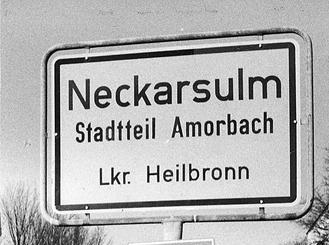 Neckarsulm
Stadtteil Amorbach
Lkr. Heilbronn